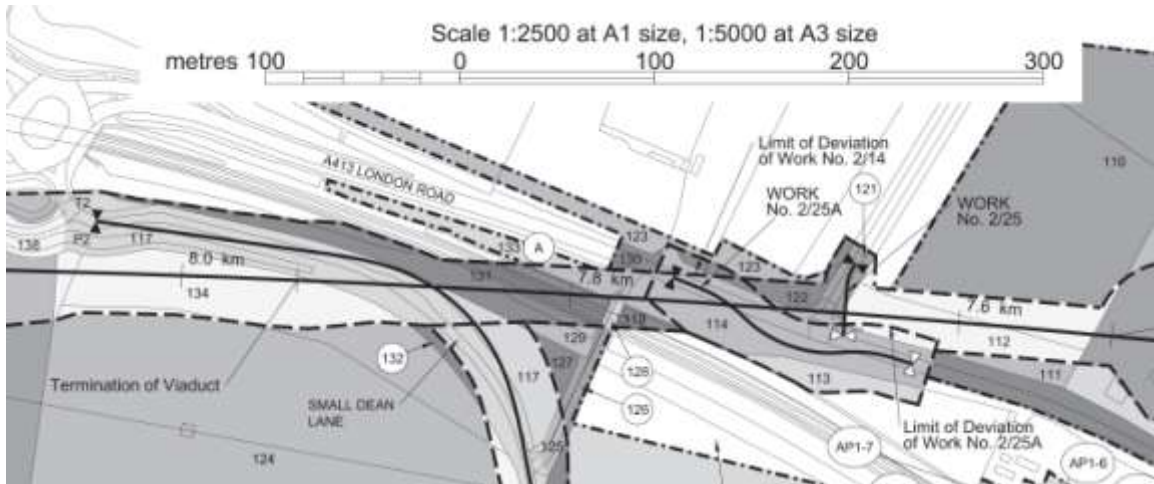 Scale 1:2500 at A1 size, 1:5000 at A3 size
metres 100 0 100 200 300
Limit of Deviation
of Work No. 2/14
110
A413 LONDON ROAD
WORK
No. 2/25A
121
WORK
No. 2/25
T2
P2
117
138
133
A
123
130
123
8.0 km
131
7.8 km
122
7.6 km
134
114
112
129
132
117
127
128
113
111
Termination of Viaduct
SMALL DEAN
LANE
126
Limit of Deviation
of Work No. 2/25A
124
125
AP1-7
AP1-6